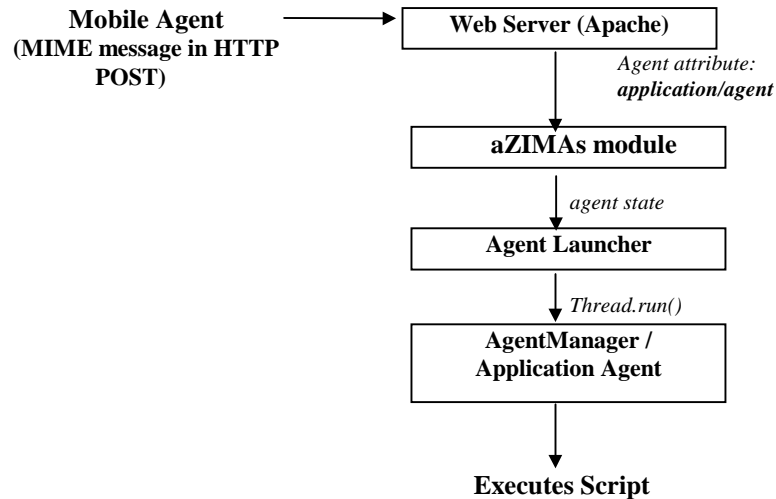 Mobile Agent
(MIME message in HTTP
POST)
Web Server (Apache)
Agent attribute:
application/agent
aZIMAs module
agent state
Agent Launcher
Thread.run()
AgentManager /
Application Agent
Executes Script